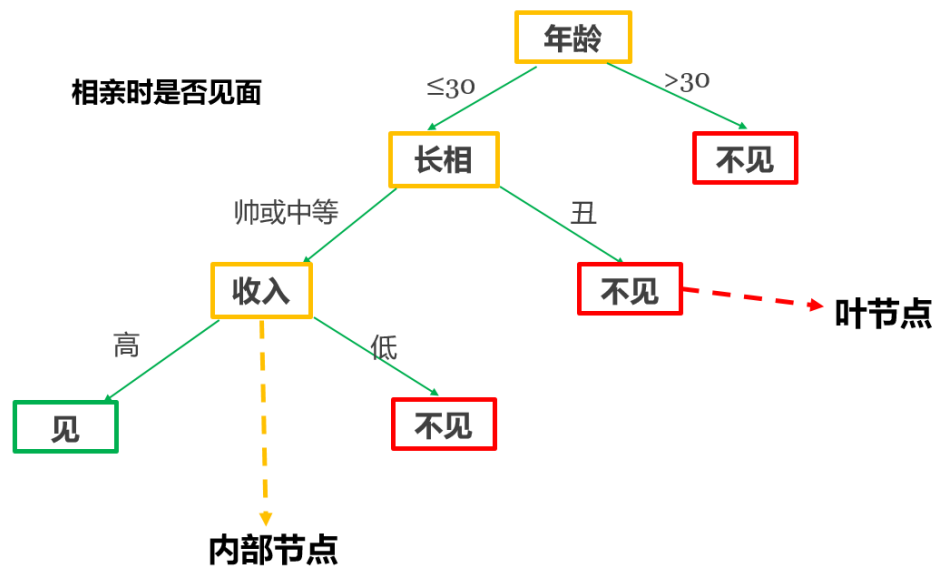 年龄
相亲时是否见面
≤30
>30
长相
不见
帅或中等
丑
收入
不见
叶节点
高
低
见
不见
内部节点